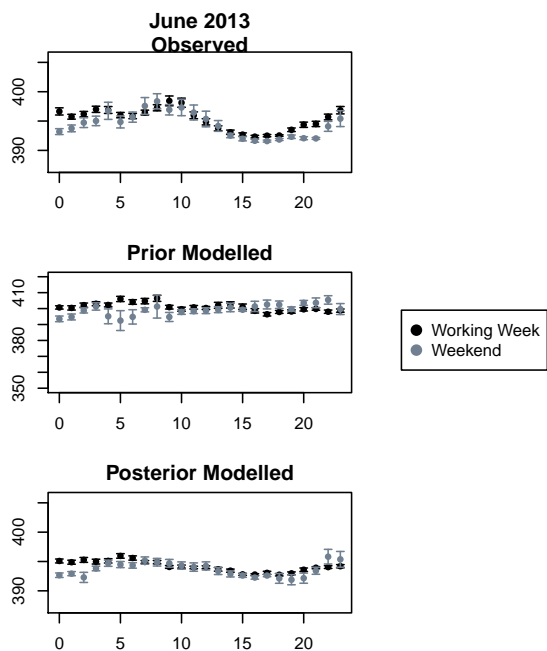 June 2013
Observed
400
390
0 5 10 15 20
Prior Modelled
410
380
350
0 5 10 15 20
Working Week
Weekend
Posterior Modelled
400
390
0 5 10 15 20